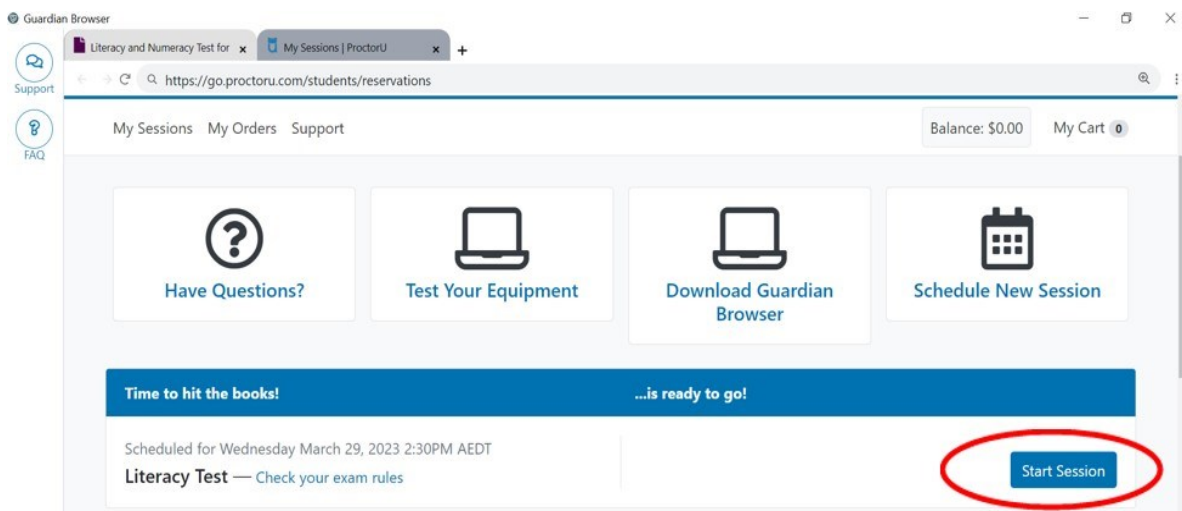 Guardian Browser
Literacy and Numeracy Test for
My Sessions | ProctorU
Support
https://go.proctoru.com/students/reservations
FAQ
My Sessions My Orders Support
Balance: $0.00 My Cart 0
Have Questions?
Test Your Equipment
Download Guardian
Browser
Schedule New Session
Time to hit the books! ...is ready to go!
Scheduled for Wednesday March 29, 2023 2:30PM AEDT
Literacy Test — Check your exam rules
Start Session